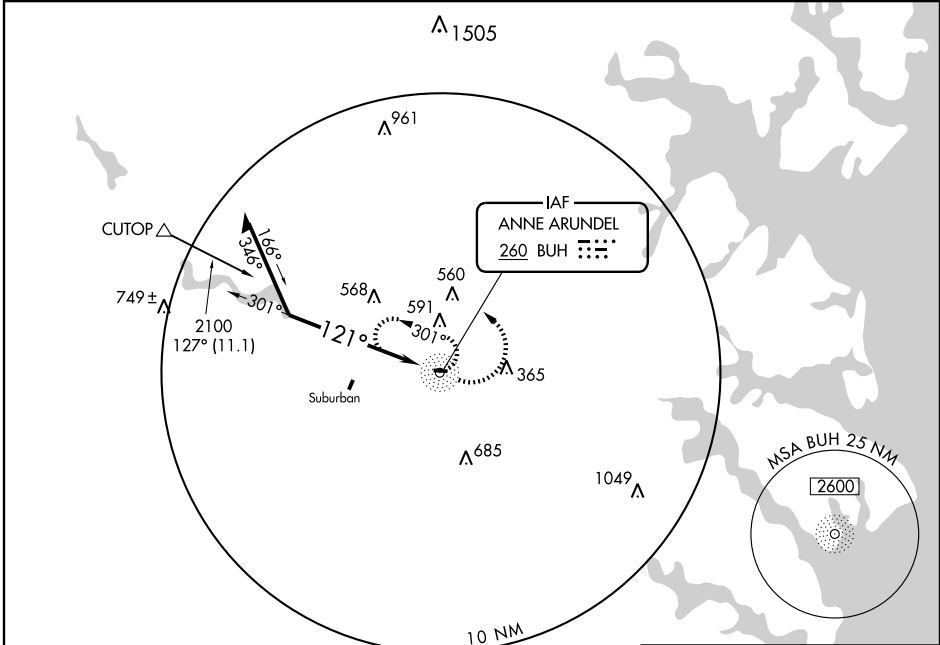 1505
961
IAF
ANNE ARUNDEL
260 BUH
CUTOP
166°
346°
560
568
591
749 ±
301°
301°
2100
127° (11.1)
121°
365
Suburban
685
1049
MSA BUH 25 NM
2600
10 NM